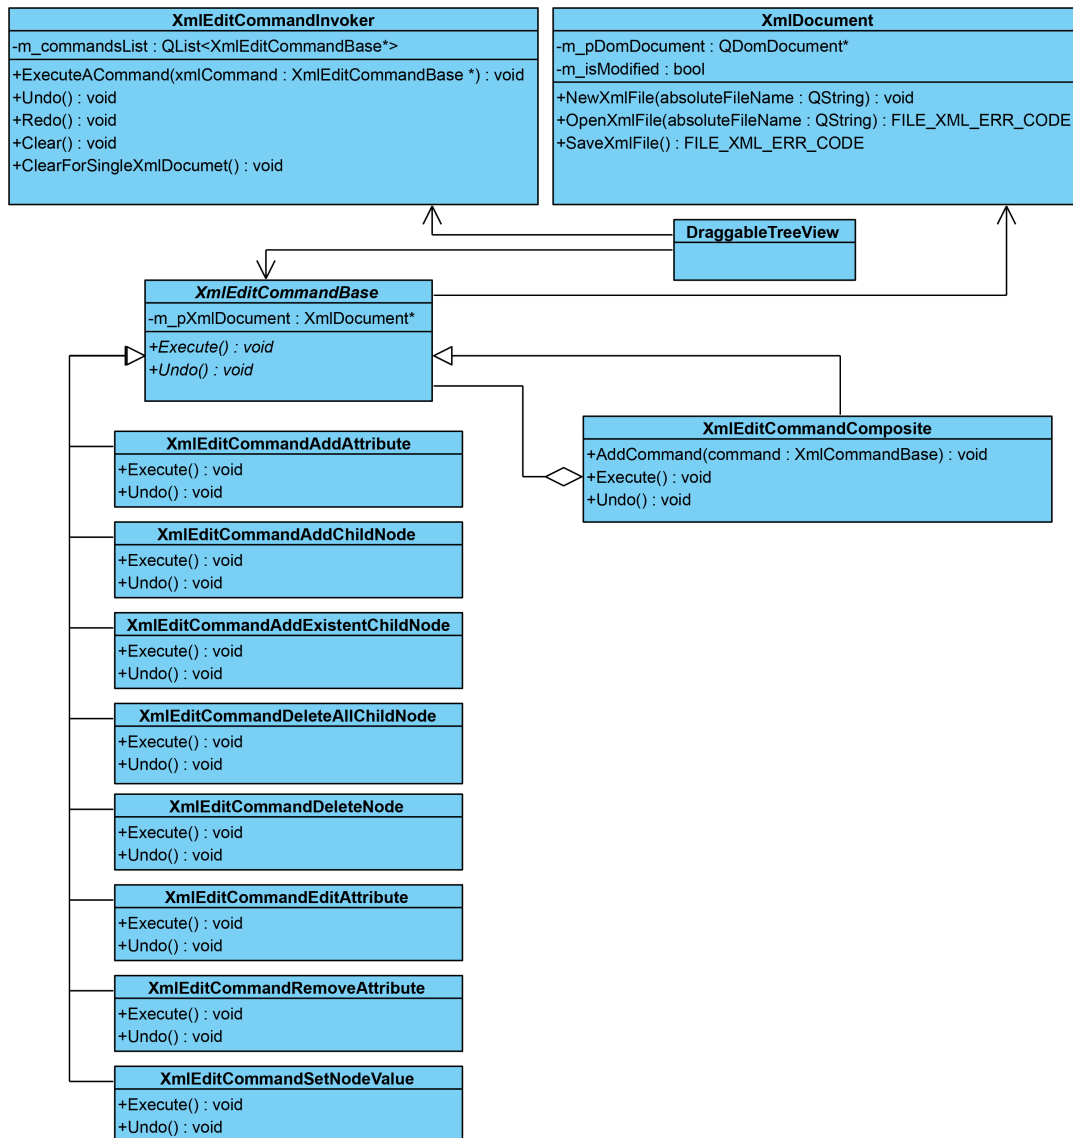 XmlEditCommandInvoker
-m_commandsList : QList<XmlEditCommandBase*>
+ExecuteACommand(xmlCommand : XmlEditCommandBase *) : void
+Undo() : void
+Redo() : void
+Clear() : void
+ClearForSingleXmlDocumet() : void
XmlDocument
-m_pDomDocument : QDomDocument*
-m_isModified : bool
+NewXmlFile(absoluteFileName : QString) : void
+OpenXmlFile(absoluteFileName : QString) : FILE_XML_ERR_CODE
+SaveXmlFile() : FILE_XML_ERR_CODE
DraggableTreeView
XmlEditCommandBase
-m_pXmlDocument : XmlDocument*
+Execute() : void
+Undo() : void
XmlEditCommandComposite
+AddCommand(command : XmlCommandBase) : void
+Execute() : void
+Undo() : void
XmlEditCommandAddAttribute
+Execute() : void
+Undo() : void
XmlEditCommandAddChildNode
+Execute() : void
+Undo() : void
XmlEditCommandAddExistentChildNode
+Execute() : void
+Undo() : void
XmlEditCommandDeleteAllChildNode
+Execute() : void
+Undo() : void
XmlEditCommandDeleteNode
+Execute() : void
+Undo() : void
XmlEditCommandEditAttribute
+Execute() : void
+Undo() : void
XmlEditCommandRemoveAttribute
+Execute() : void
+Undo() : void
XmlEditCommandSetNodeValue
+Execute() : void
+Undo() : void